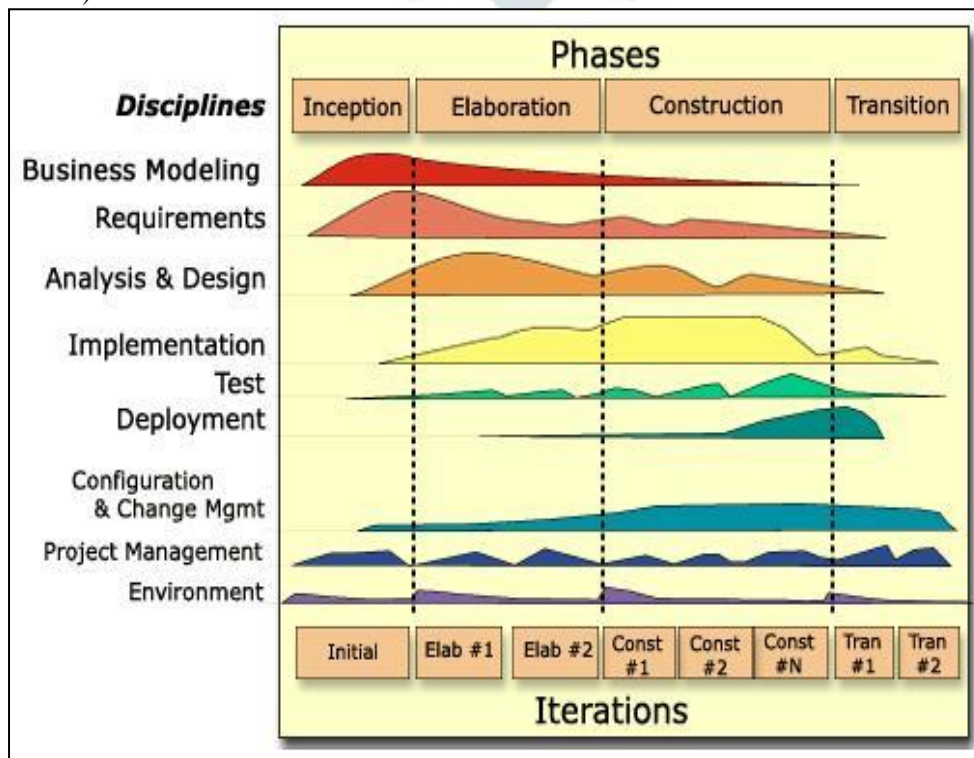 Phases
Disciplines
Inception
Elaboration
Construction
Transition
Business Modeling
Requirements
Analysis & Design
Implementation
Test
Deployment
Configuration
& Change Mgmt
Project Management
Environment
Initial
Elab #1
Elab #2
Const
#1
Const
#2
Const
#N
Tran
#1
Tran
#2
Iterations